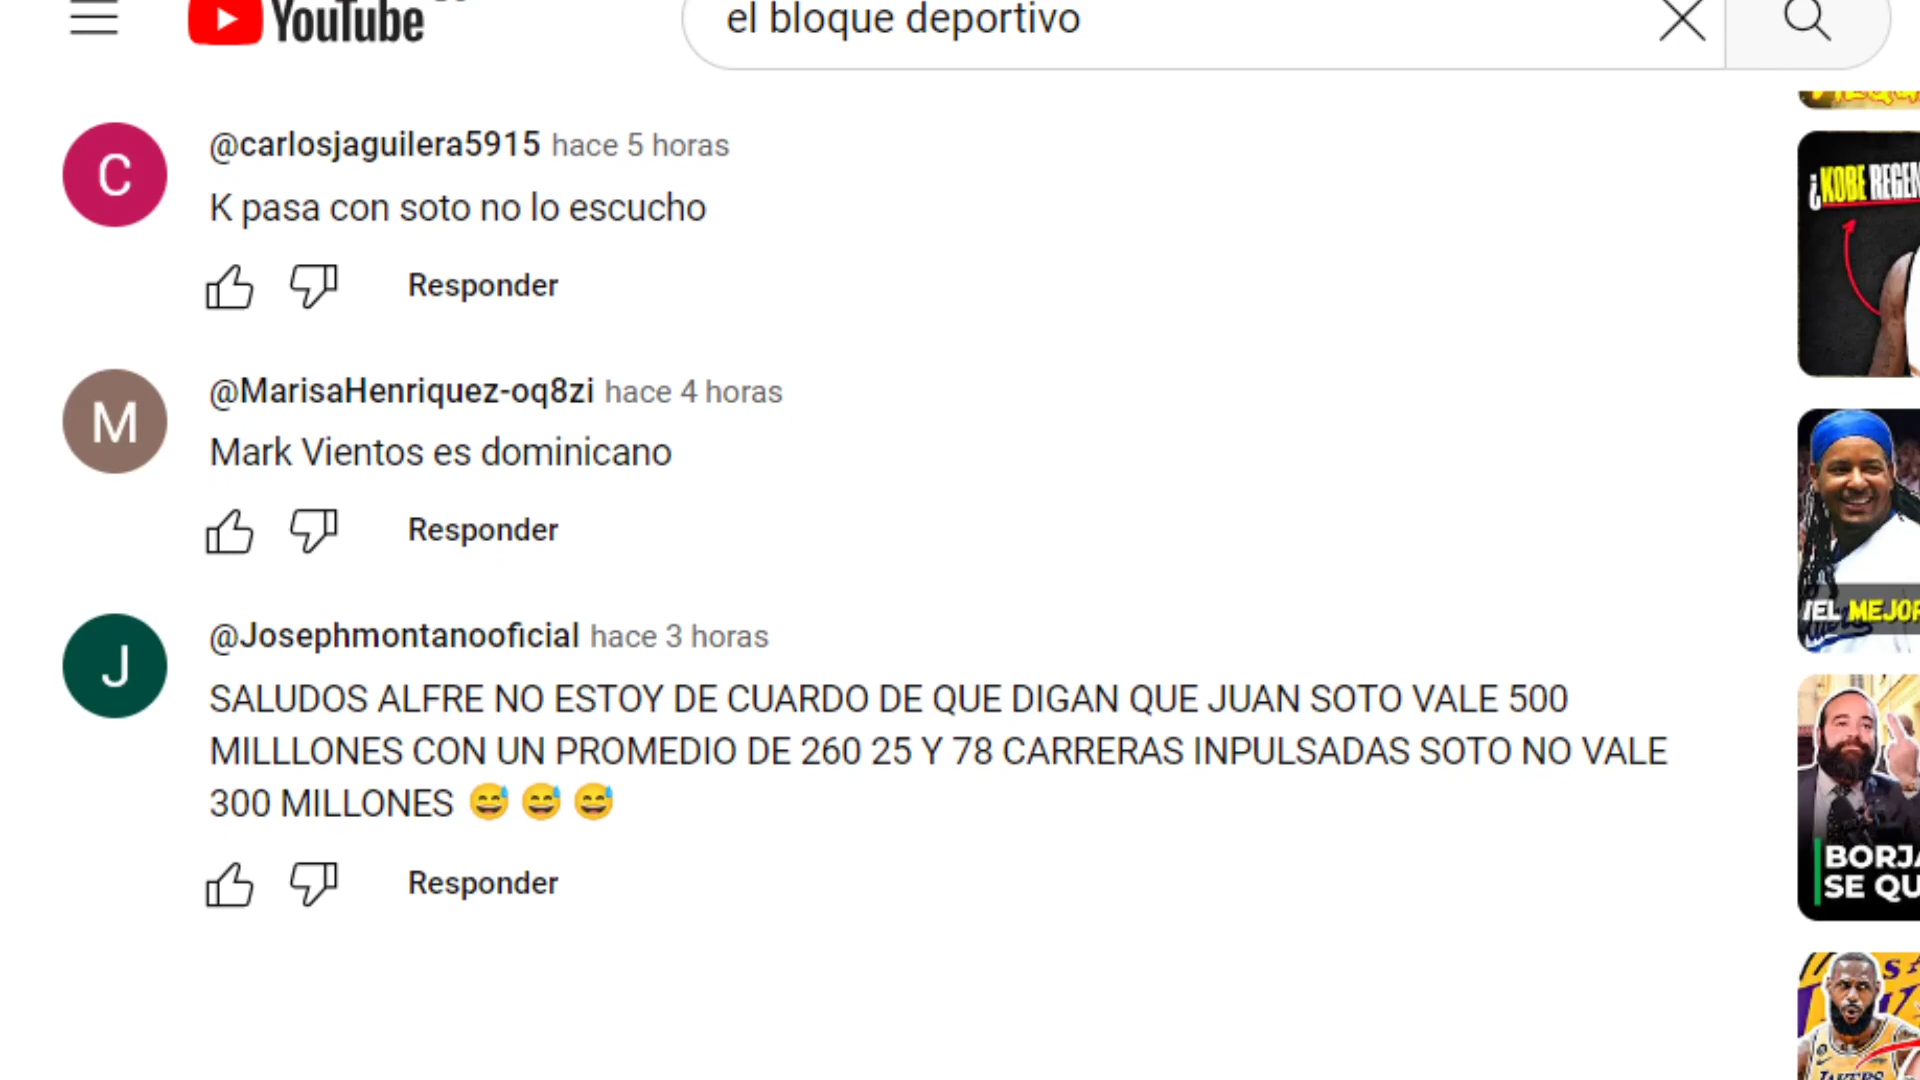 YouTube
el bloque deportivo
C
@carlosjaguilera5915 hace 5 horas
K pasa con soto no lo escucho
Responder
M
@MarisaHenriquez-oq8zi hace 4 horas
Mark Vientos es dominicano
Responder
J
@Josephmontanooficial hace 3 horas
SALUDOS ALFRE NO ESTOY DE CUARDO DE QUE DIGAN QUE JUAN SOTO VALE 500
MILLLONES CON UN PROMEDIO DE 260 25 Y 78 CARRERAS INPULSADAS SOTO NO VALE
300 MILLONES 😅 😅 😅
Responder
¿KOBE REGEN
¡EL MEJOR
BORJA
SE QU
LAKERS